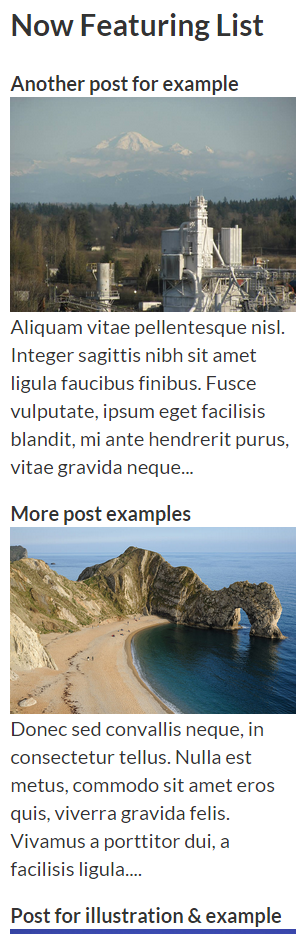 Now Featuring List
Another post for example
Aliquam vitae pellentesque nisl.
Integer sagittis nibh sit amet
ligula faucibus finibus. Fusce
vulputate, ipsum eget facilisis
blandit, mi ante hendrerit purus,
vitae gravida neque...
More post examples
Donec sed convallis neque, in
consectetur tellus. Nulla est
metus, commodo sit amet eros
quis, viverra gravida felis.
Vivamus a porttitor dui, a
facilisis ligula....
Post for illustration & example